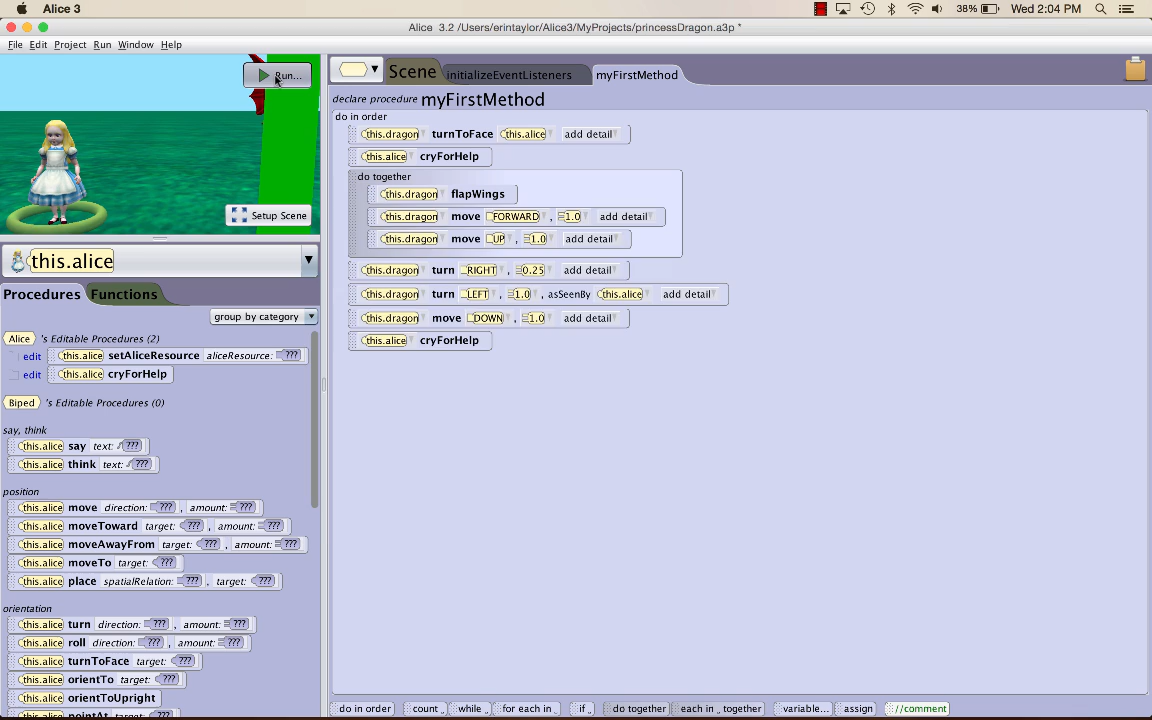 Alice 3 38% Wed 2:04 PM
Alice 3.2 /Users/erintaylor/Alice3/MyProjects/princessDragon.a3p *
File Edit Project Run Window Help
Run...
Setup Scene
Scene initializeEventListeners myFirstMethod
declare procedure myFirstMethod
do in order
this.dragon turnToFace this.alice add detail
this.alice cryForHelp
do together
this.dragon flapWings
this.dragon move FORWARD , 1.0 add detail
this.dragon move UP , 1.0 add detail
this.dragon turn RIGHT , 0.25 add detail
this.dragon turn LEFT , 1.0 , asSeenBy this.alice add detail
this.dragon move DOWN , 1.0 add detail
this.alice cryForHelp
this.alice
Procedures Functions
group by category
Alice 's Editable Procedures (2)
edit this.alice setAliceResource aliceResource: ???
edit this.alice cryForHelp
Biped 's Editable Procedures (0)
say, think
this.alice say text: ???
this.alice think text: ???
position
this.alice move direction: ??? , amount: ???
this.alice moveToward target: ??? , amount: ???
this.alice moveAwayFrom target: ??? , amount: ???
this.alice moveTo target: ???
this.alice place spatialRelation: ??? , target: ???
orientation
this.alice turn direction: ??? , amount: ???
this.alice roll direction: ??? , amount: ???
this.alice turnToFace target: ???
this.alice orientTo target: ???
this.alice orientToUpright
this.alice pointAt target: ???
do in order count while for each in if do together each in together variable... assign //comment